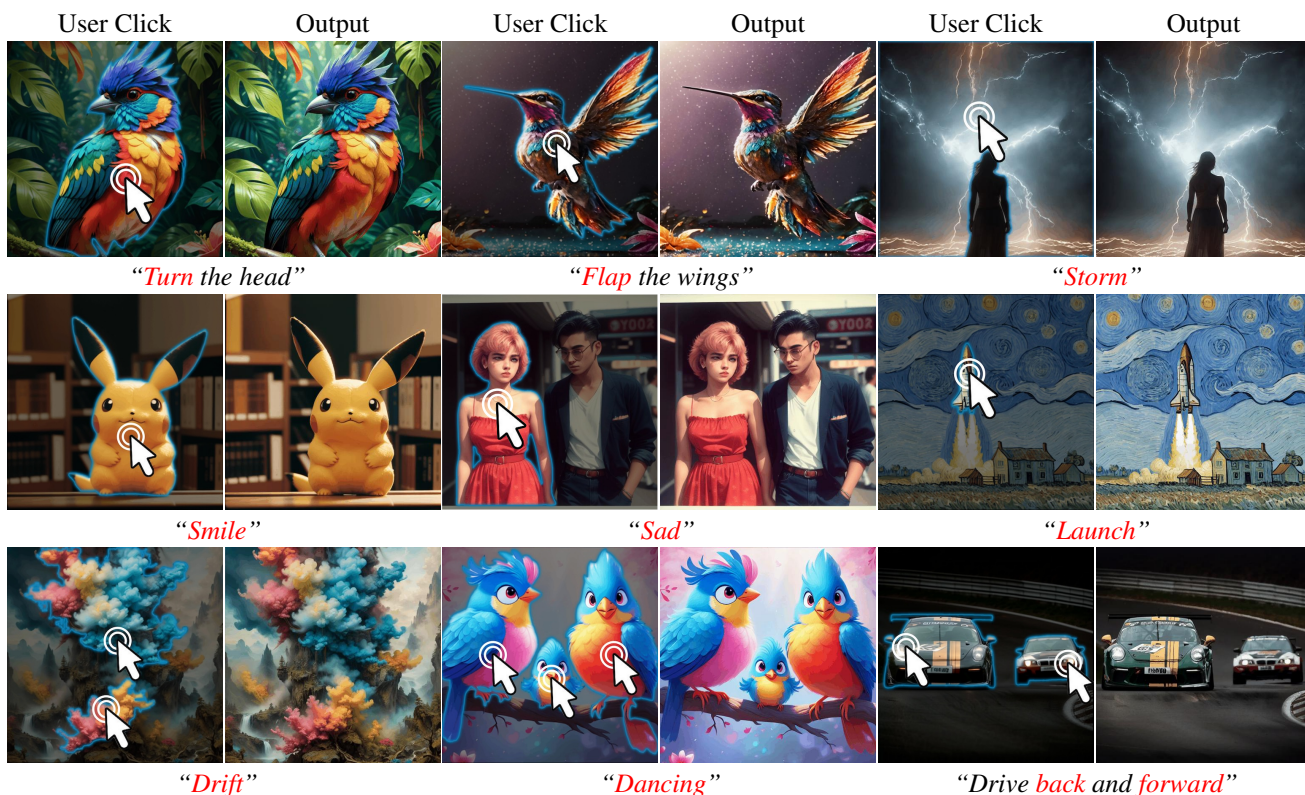 User Click Output User Click Output User Click Output
“Turn the head” “Flap the wings” “Storm”
“Smile” “Sad” “Launch”
“Drift” “Dancing” “Drive back and forward”